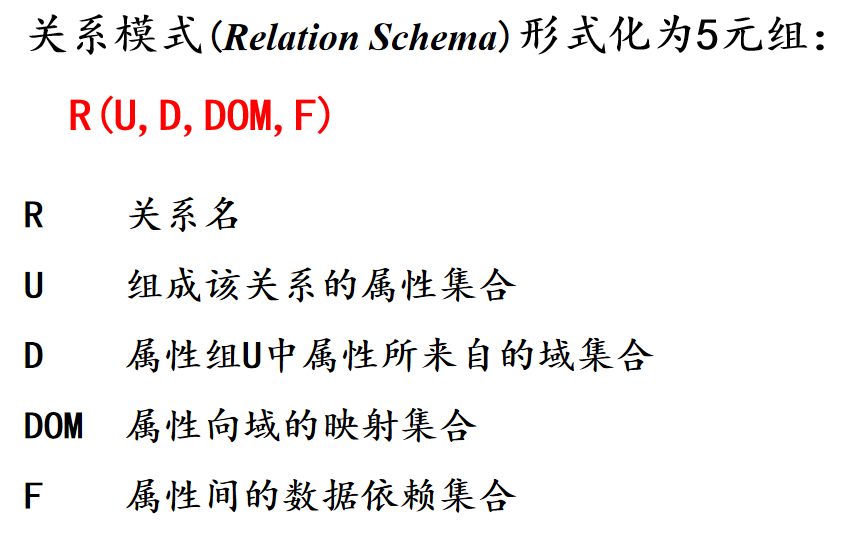 关系模式(Relation Schema)形式化为5元组：
R(U,D,DOM,F)
R 关系名
U 组成该关系的属性集合
D 属性组U中属性所来自的域集合
DOM 属性向域的映射集合
F 属性间的数据依赖集合